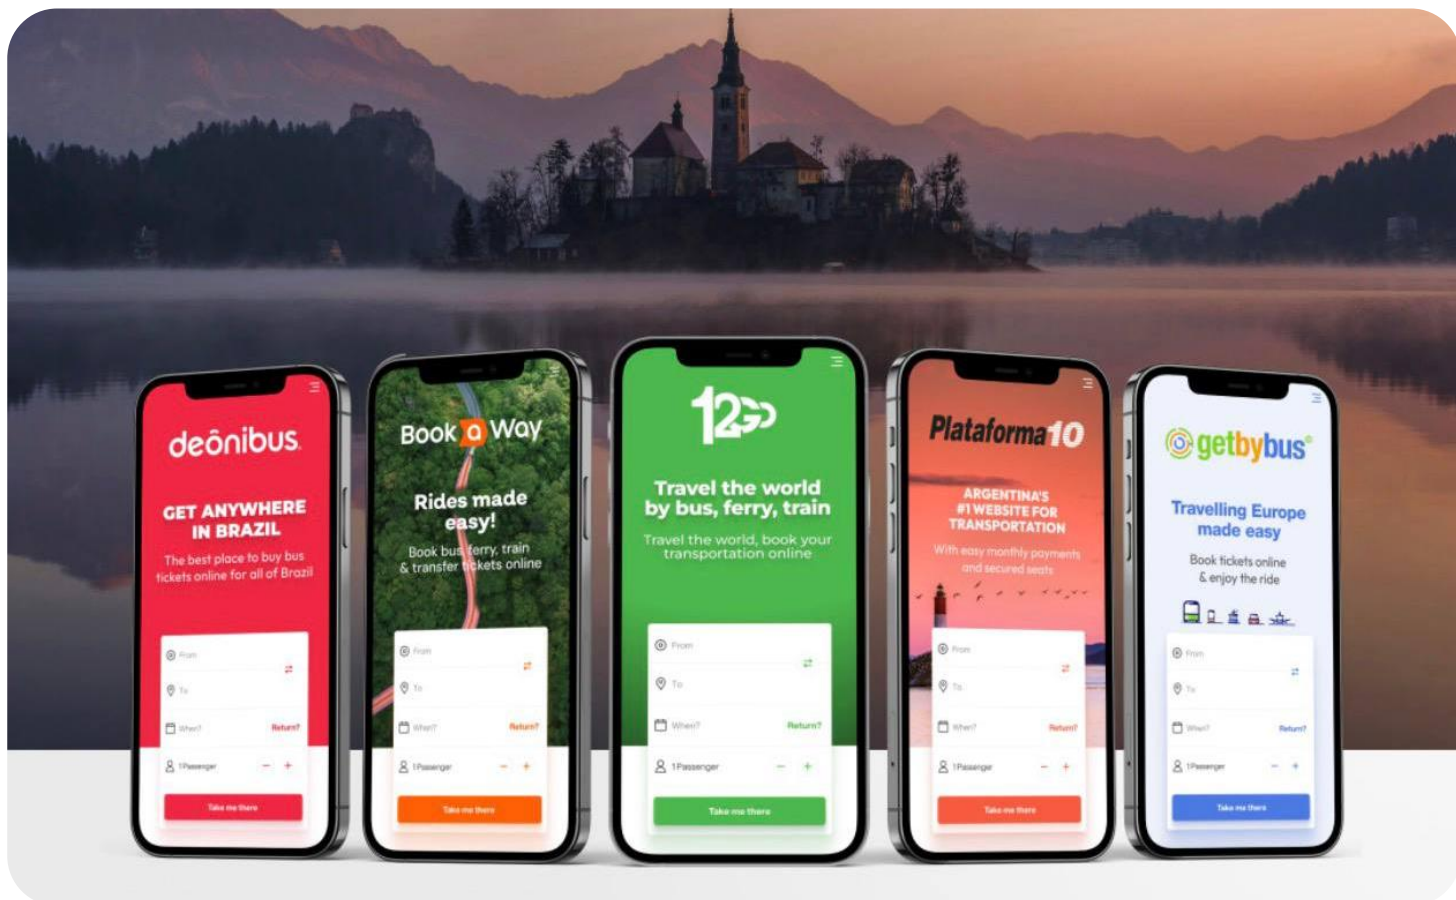 deônibus.
GET ANYWHERE
IN BRAZIL
The best place to buy bus
tickets online for all of Brazil
From
To
When? Return?
1 Passenger - +
Take me there
Book a Way
Rides made
easy!
Book bus, ferry, train
& transfer tickets online
From
To
When? Return?
1 Passenger - +
Take me there
12GO
Travel the world
by bus, ferry, train
Travel the world, book your
transportation online
From
To
When? Return?
1 Passenger - +
Take me there
Plataforma10
ARGENTINA'S
#1 WEBSITE FOR
TRANSPORTATION
With easy monthly payments
and secured seats
From
To
When? Return?
1 Passenger - +
Take me there
getbybus©
Travelling Europe
made easy
Book tickets online
& enjoy the ride
From
To
When? Return?
1 Passenger - +
Take me there